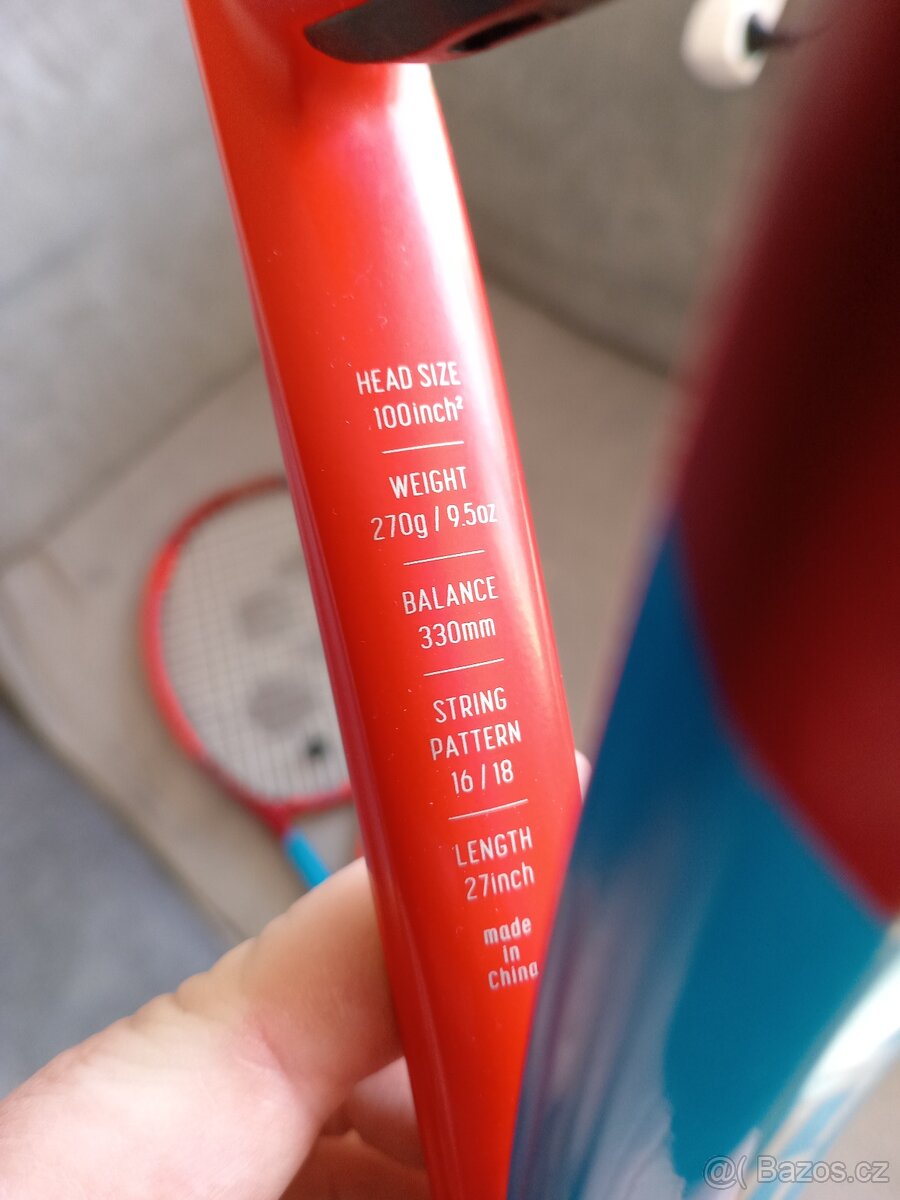 HEAD SIZE
100inch²
WEIGHT
270g / 9.5oz
BALANCE
330mm
STRING
PATTERN
16 / 18
LENGTH
27inch
made
in
China
@( Bazos.cz